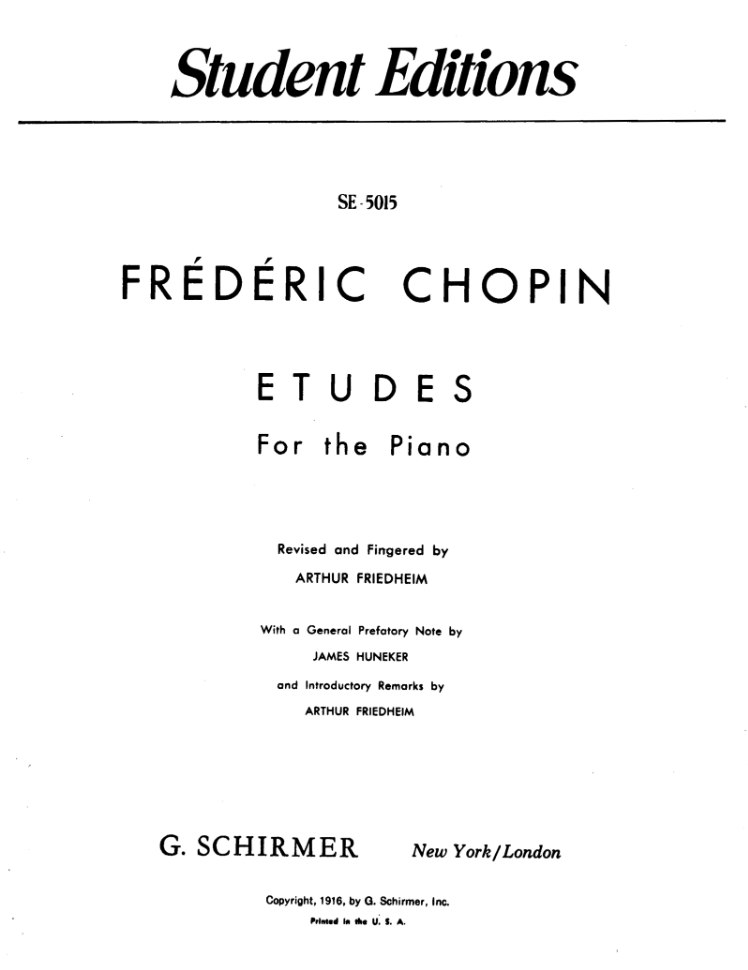 Student Editions
SE-5015
FRÉDÉRIC CHOPIN
ETUDES
For the Piano
Revised and Fingered by
ARTHUR FRIEDHEIM
With a General Prefatory Note by
JAMES HUNEKER
and Introductory Remarks by
ARTHUR FRIEDHEIM
G. SCHIRMER New York/London
Copyright, 1916, by G. Schirmer, Inc.
Printed in the U. S. A.